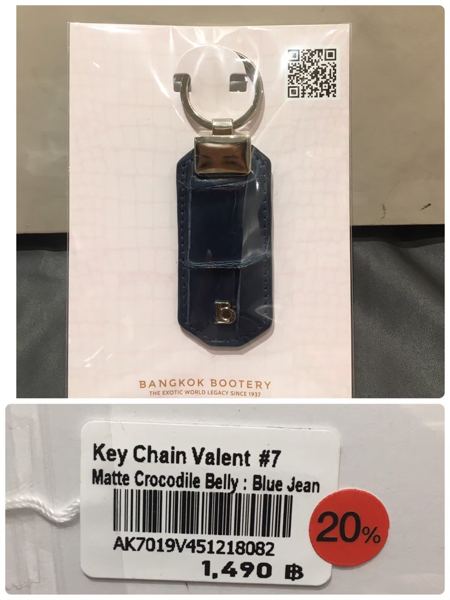 B
BANGKOK BOOTERY
THE EXOTIC WORLD LEGACY SINCE 1937
Key Chain Valent #7
Matte Crocodile Belly : Blue Jean
AK7019V451218082
1,490 ฿
20%